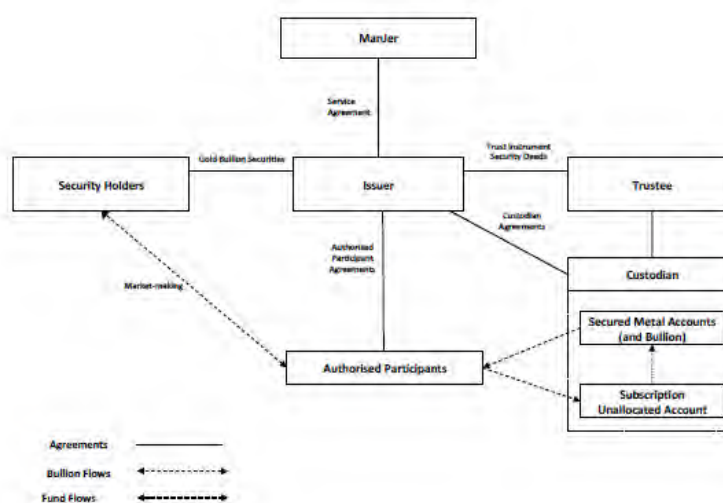 ManJer
Service
Agreement
Gold Bullion Securities
Trust Instrument
Security Deeds
Security Holders
Issuer
Trustee
Custodian
Agreements
Authorised
Participant
Agreements
Custodian
Market-making
Secured Metal Accounts
(and Bullion)
Authorised Participants
Subscription
Unallocated Account
Agreements
Bullion Flows
Fund Flows